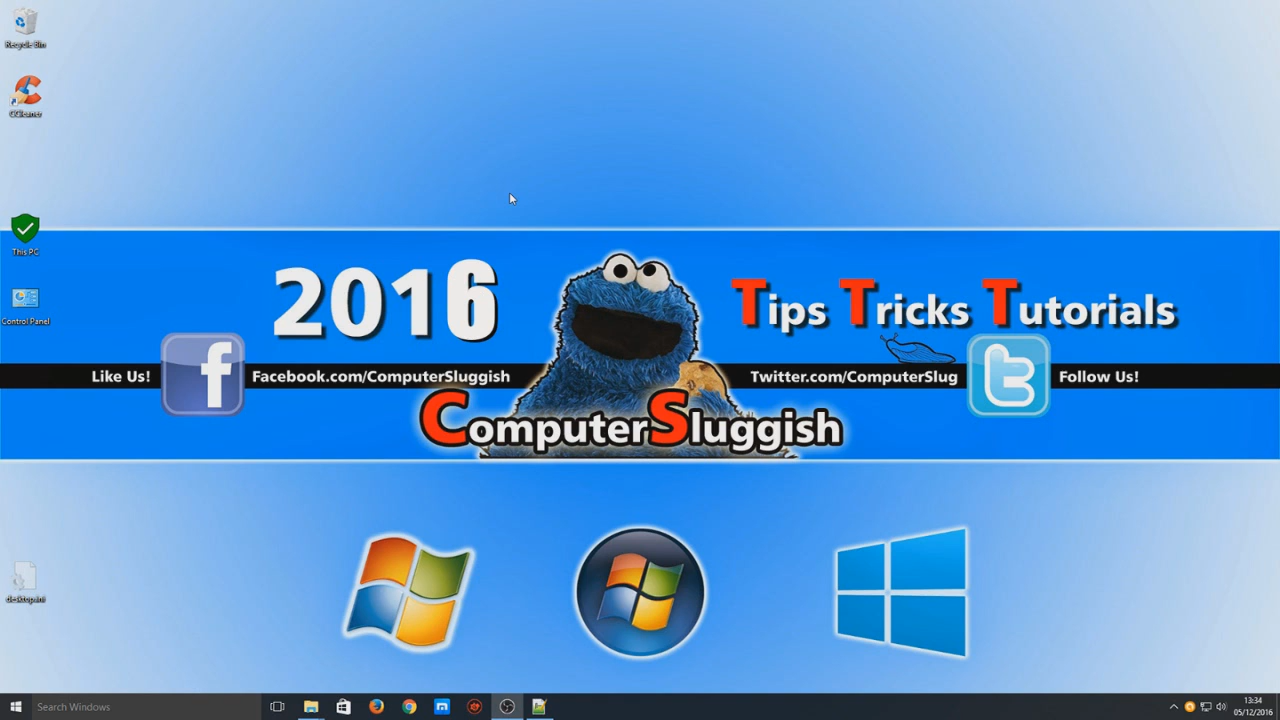 Recycle Bin
CCleaner
This PC
Control Panel
2016
Tips Tricks Tutorials
Like Us!
Facebook.com/ComputerSluggish
Twitter.com/ComputerSlug
Follow Us!
ComputerSluggish
desktop.ini
Search Windows
13:34
05/12/2016